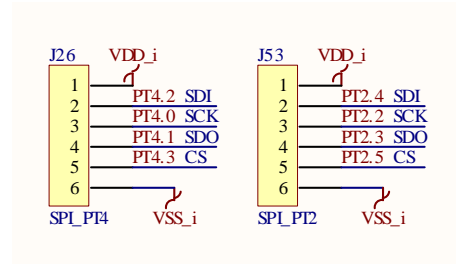 J26 VDD_i J53 VDD_i
1 1
2 PT4.2 SDI 2 PT2.4 SDI
3 PT4.0 SCK 3 PT2.2 SCK
4 PT4.1 SDO 4 PT2.3 SDO
5 PT4.3 CS 5 PT2.5 CS
6 6
SPI_PT4 VSS_i SPI_PT2 VSS_i